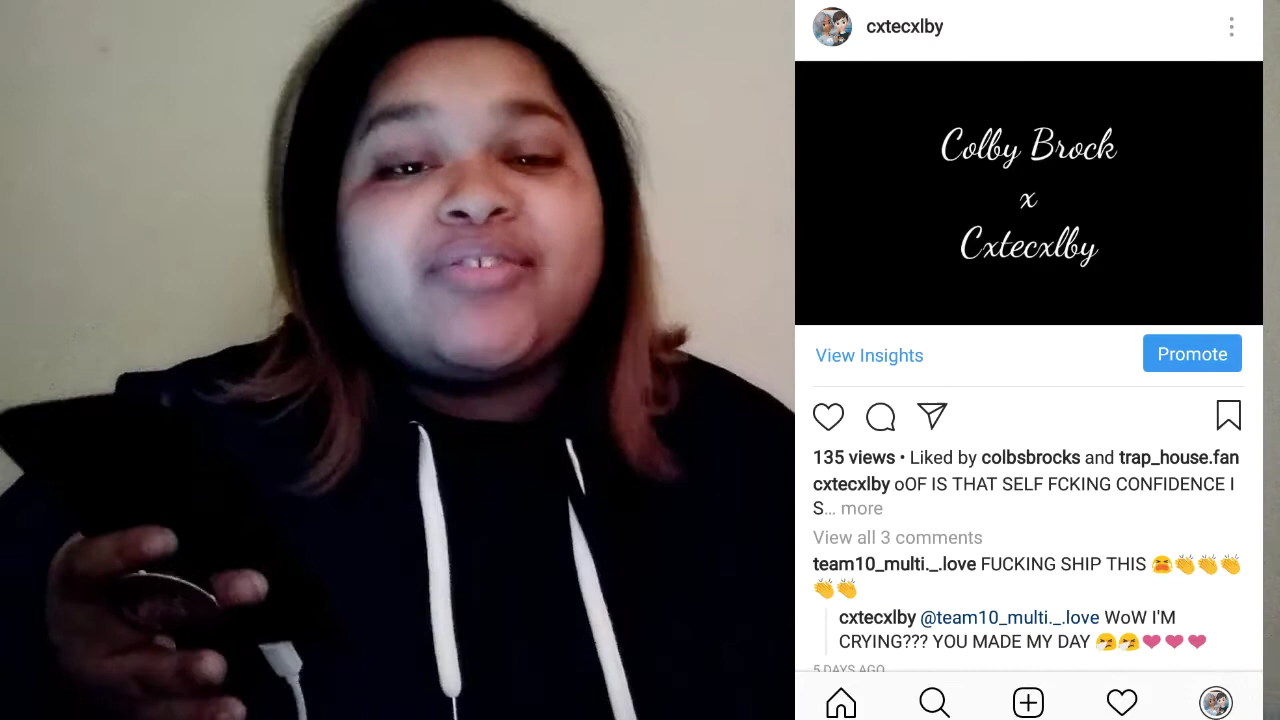 cxtecxlby
Colby Brock
x
Cxtecxlby
View Insights
Promote
135 views • Liked by colbsbrocks and trap_house.fan
cxtecxlby oOF IS THAT SELF FCKING CONFIDENCE I
S... more
View all 3 comments
team10_multi._.love FUCKING SHIP THIS 😫👏👏👏
👏👏
cxtecxlby @team10_multi._.love WoW I'M
CRYING??? YOU MADE MY DAY 🤧🤧❤❤❤
5 DAYS AGO